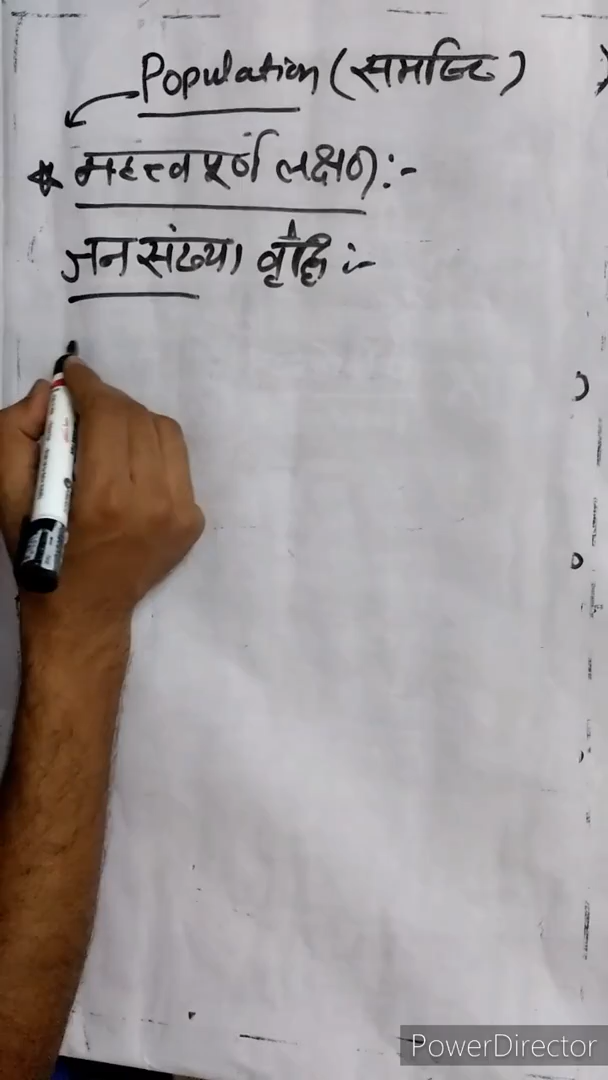 Population (समष्टि)
* महत्त्वपूर्ण लक्षण:-
जनसंख्या वृद्धि :-
PowerDirector